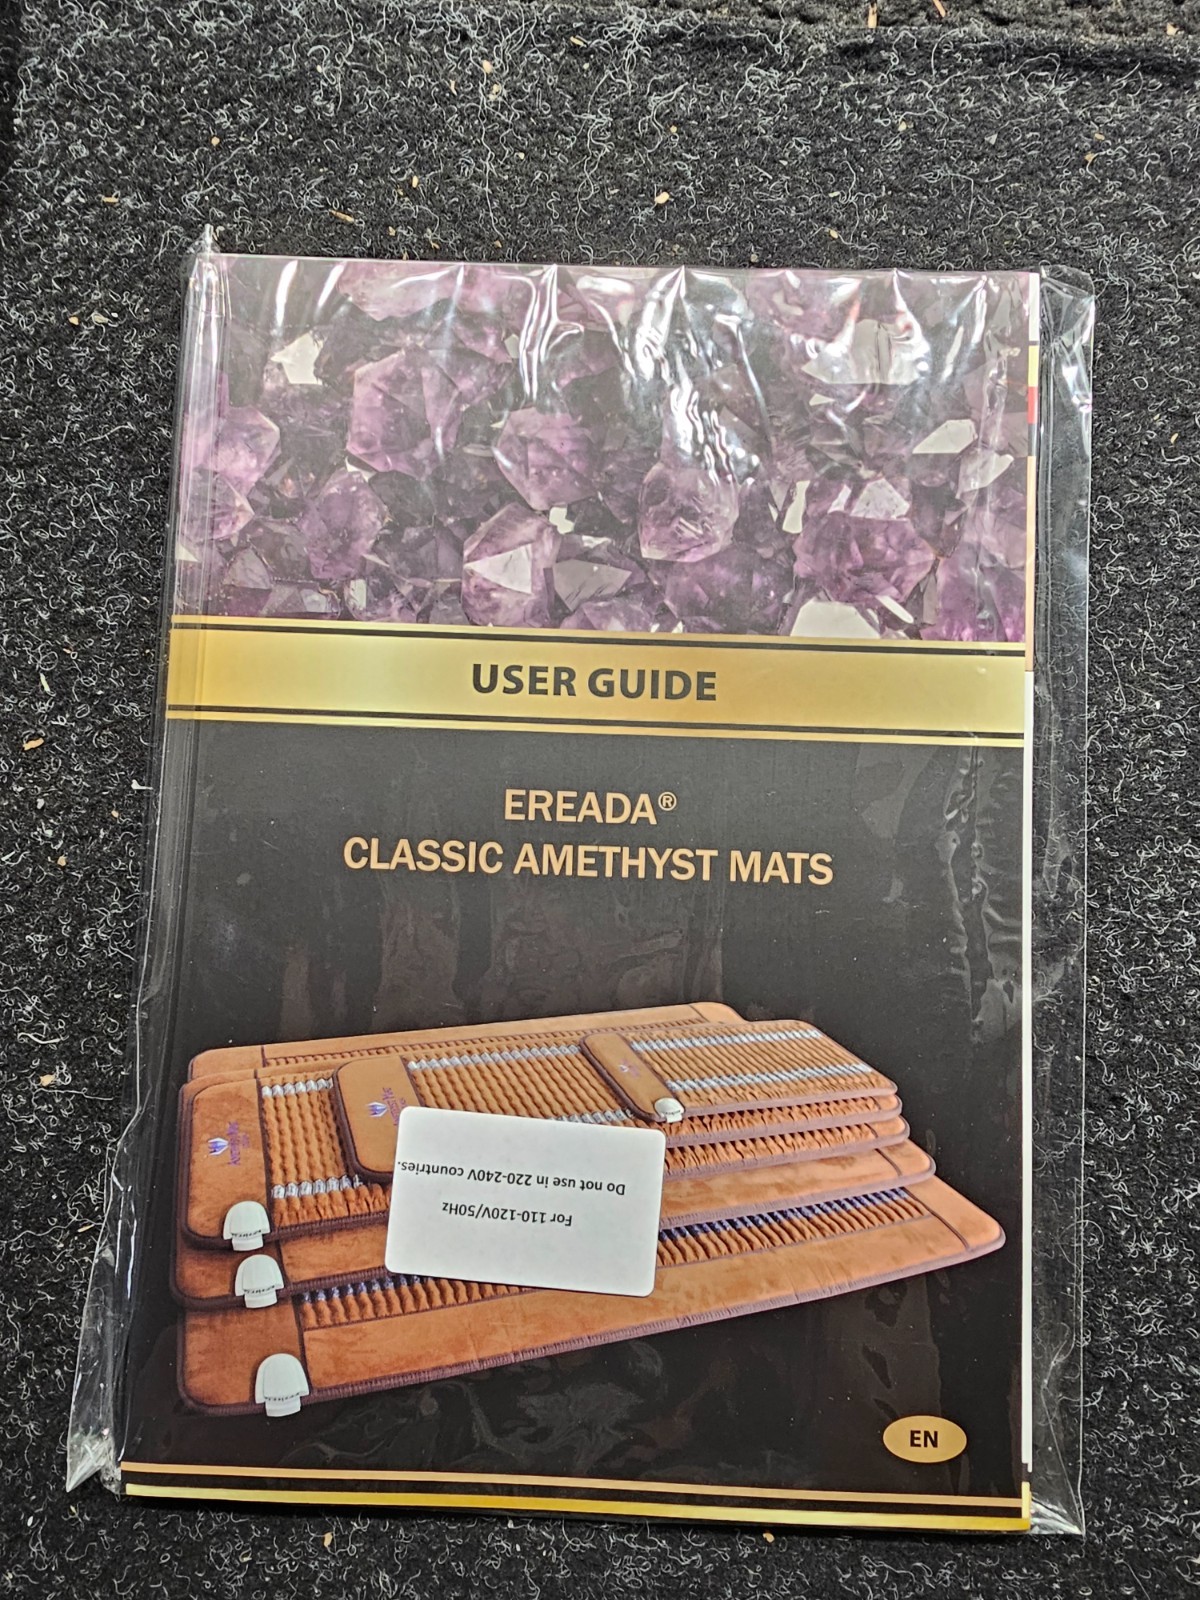 USER GUIDE
EREADA®
CLASSIC AMETHYST MATS
For 110-120V/50Hz
Do not use in 220-240V countries.
EN